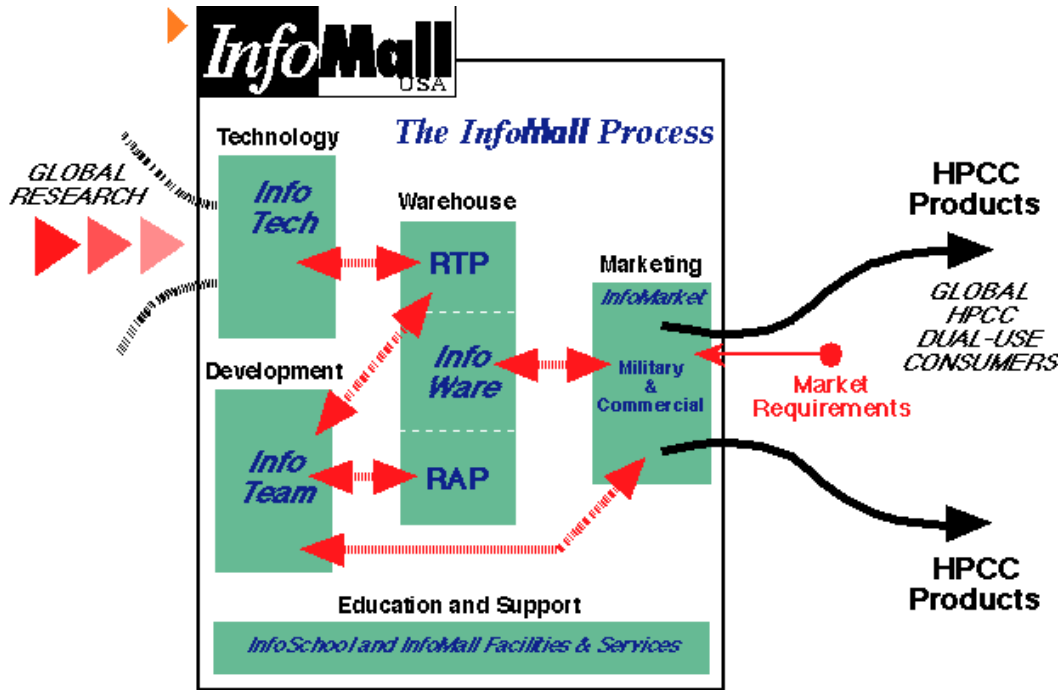 InfoMall
USA
The InfoMall Process
GLOBAL
RESEARCH
Technology
Info
Tech
Development
Info
Team
Warehouse
RTP
Info
Ware
RAP
Marketing
InfoMarket
Military
&
Commercial
HPCC
Products
GLOBAL
HPCC
DUAL-USE
CONSUMERS
Market
Requirements
HPCC
Products
Education and Support
InfoSchool and InfoMall Facilities & Services